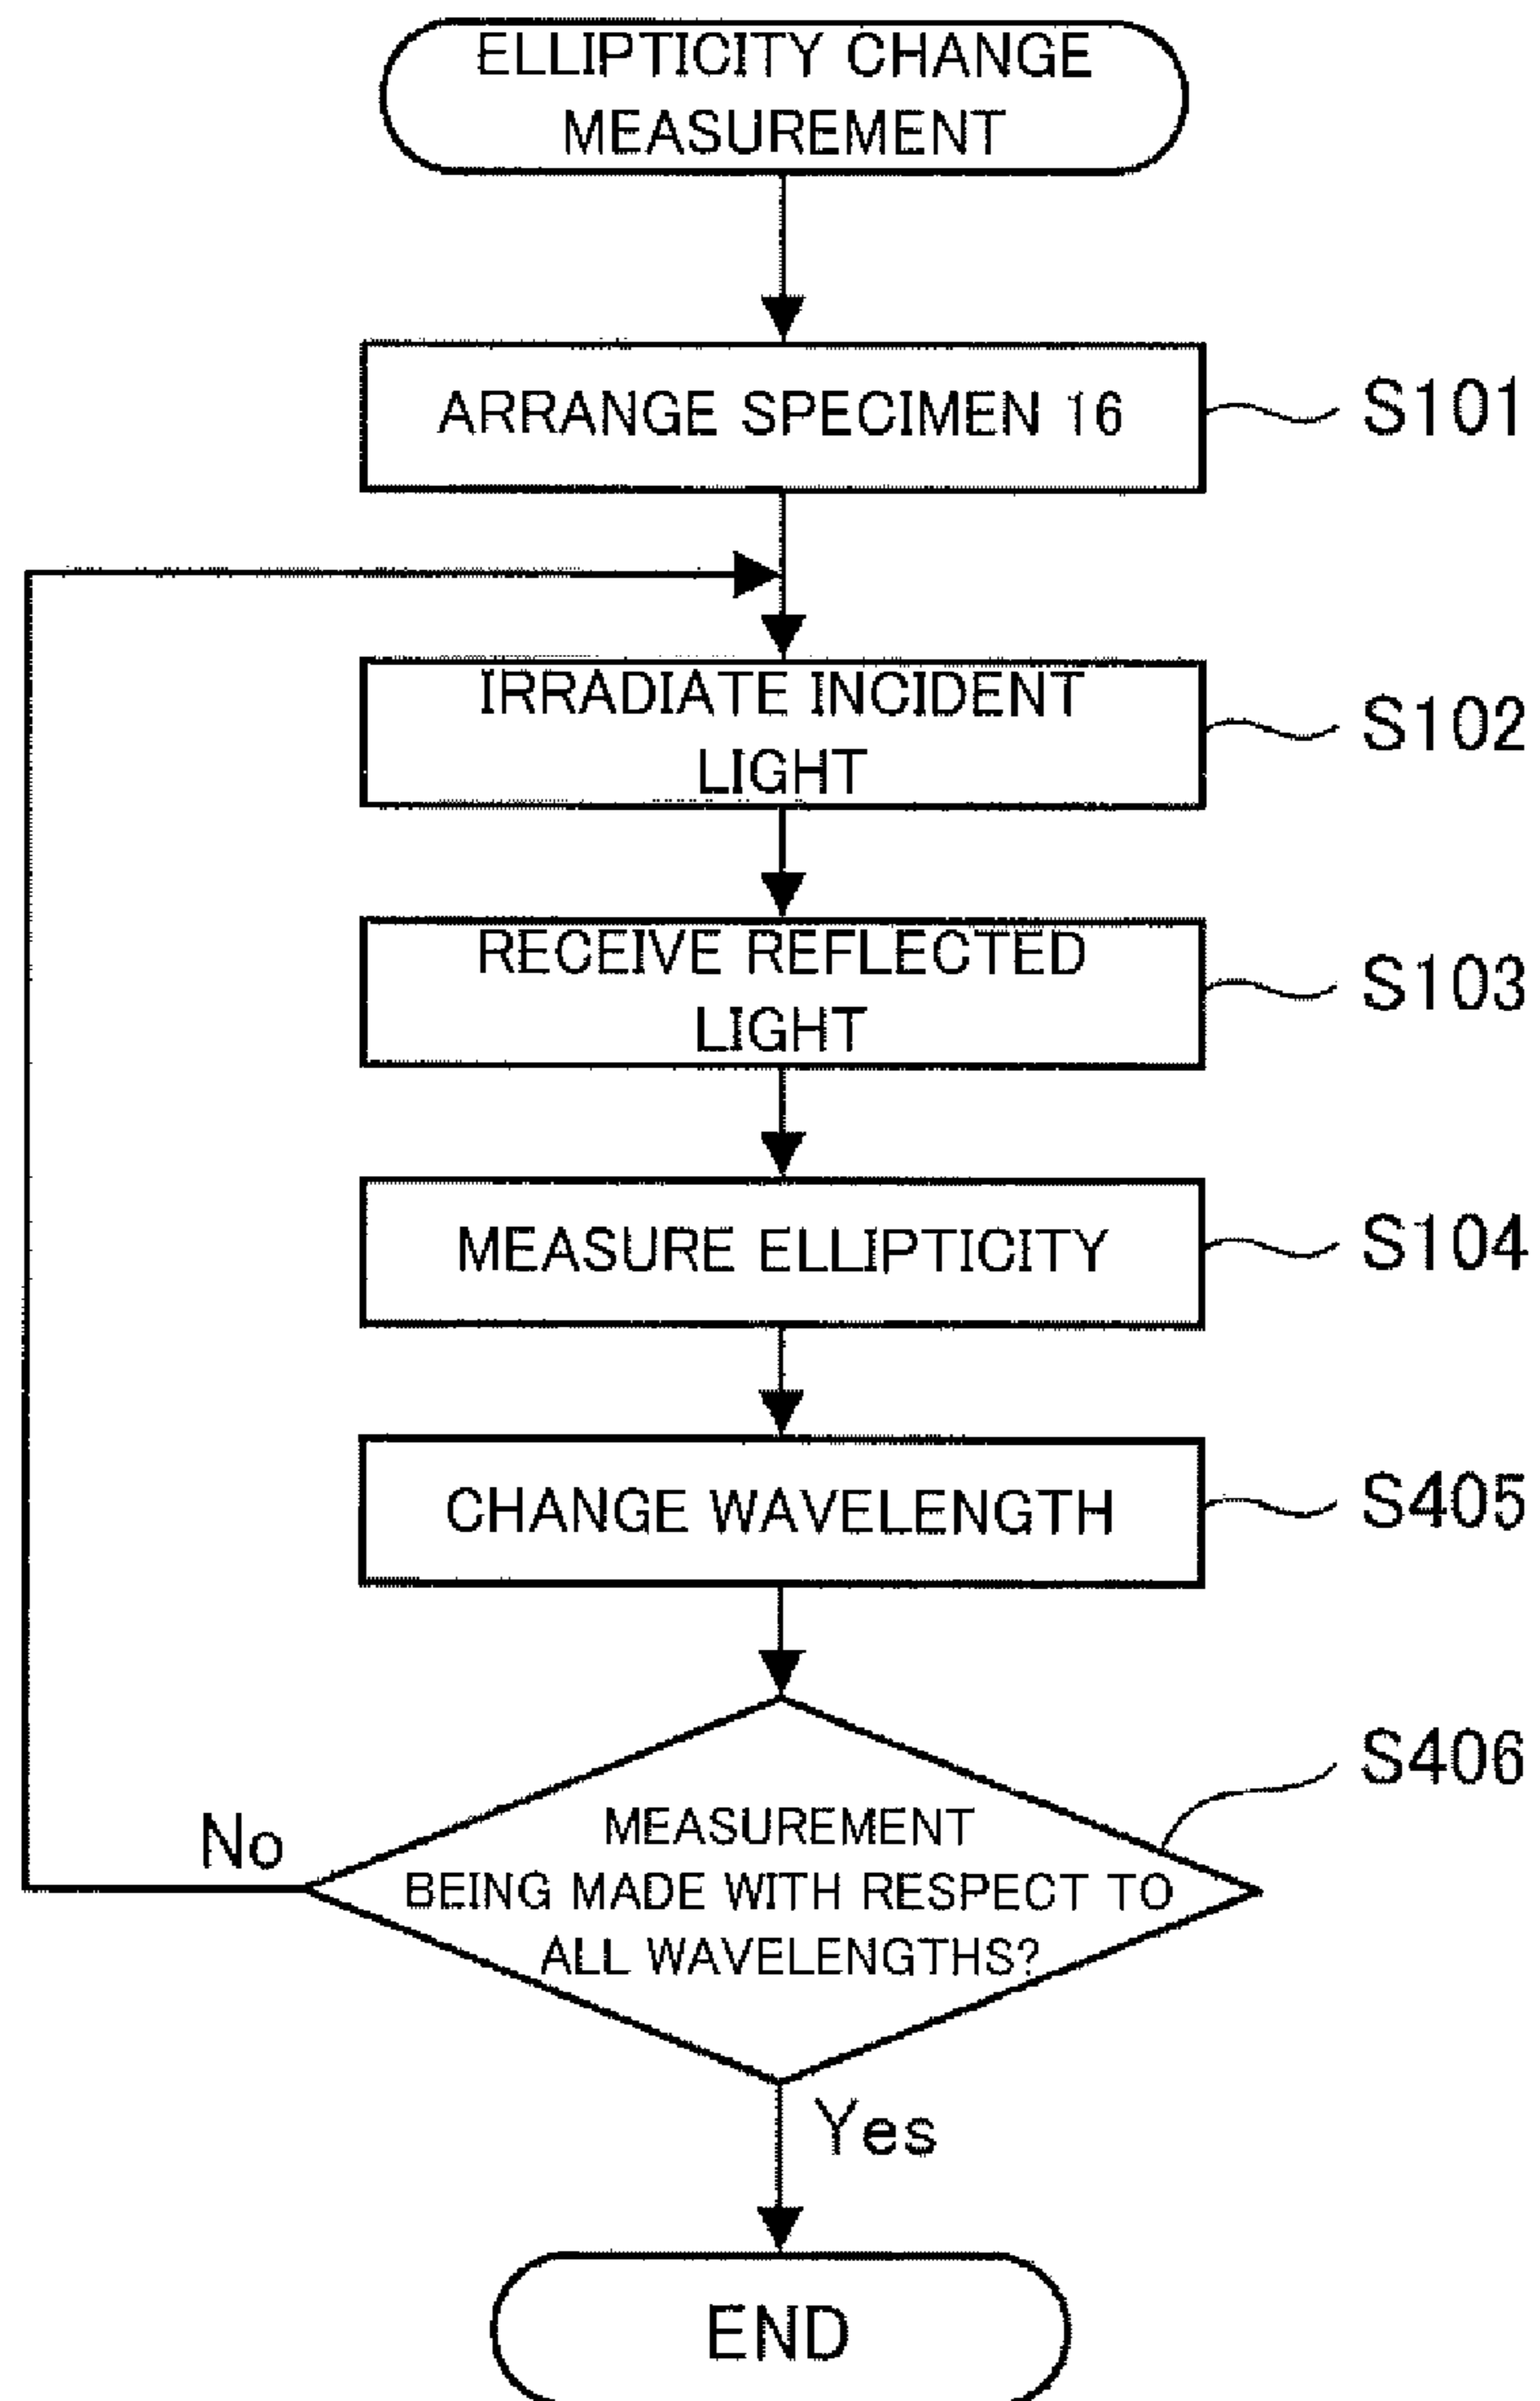 ELLIPTICITY CHANGE
MEASUREMENT
ARRANGE SPECIMEN 16
S101
IRRADIATE INCIDENT
LIGHT
S102
RECEIVE REFLECTED
LIGHT
S103
MEASURE ELLIPTICITY
S104
CHANGE WAVELENGTH
S405
S406
MEASUREMENT
BEING MADE WITH RESPECT TO
ALL WAVELENGTHS?
No
Yes
END